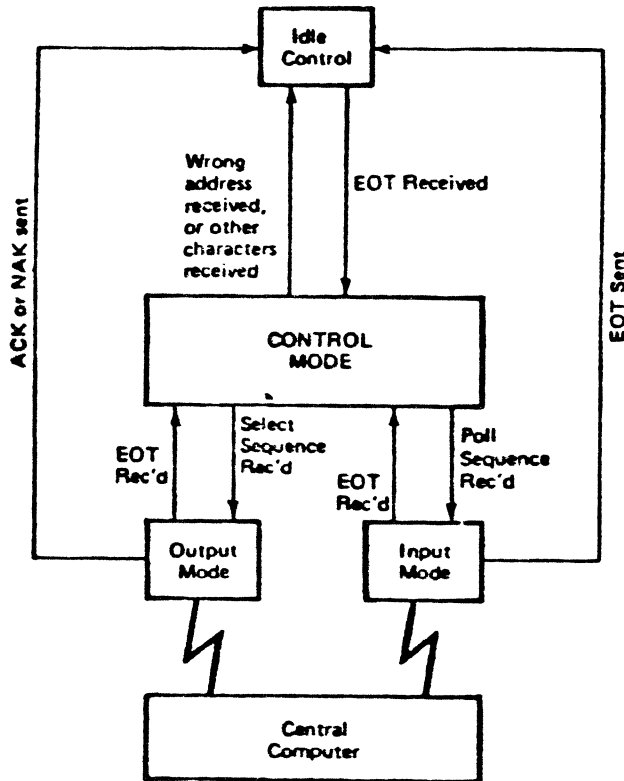 Idle
Control
Wrong
address
received,
or other
characters
received
EOT Received
ACK or NAK sent
EOT Sent
CONTROL
MODE
EOT
Rec'd
Select
Sequence
Rec'd
EOT
Rec'd
Poll
Sequence
Rec'd
Output
Mode
Input
Mode
Central
Computer